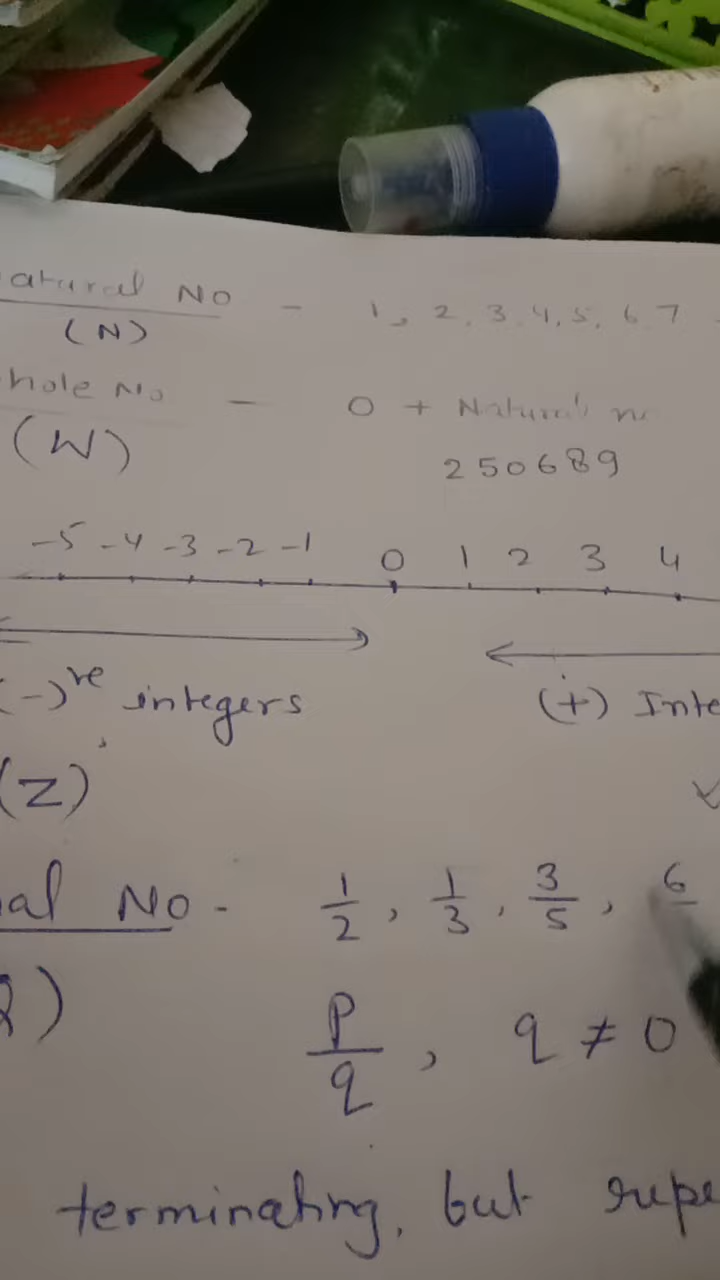 atural No - 1, 2, 3, 4, 5, 6, 7
(N)
hole No - 0 + Natural n
(W)
250689
-5 -4 -3 -2 -1 0 1 2 3 4
(-)ve integers (+) Inte
(Z)
al No - 1/2, 1/3, 3/5, 6
)
p/q, q ≠ 0
terminating, but repe